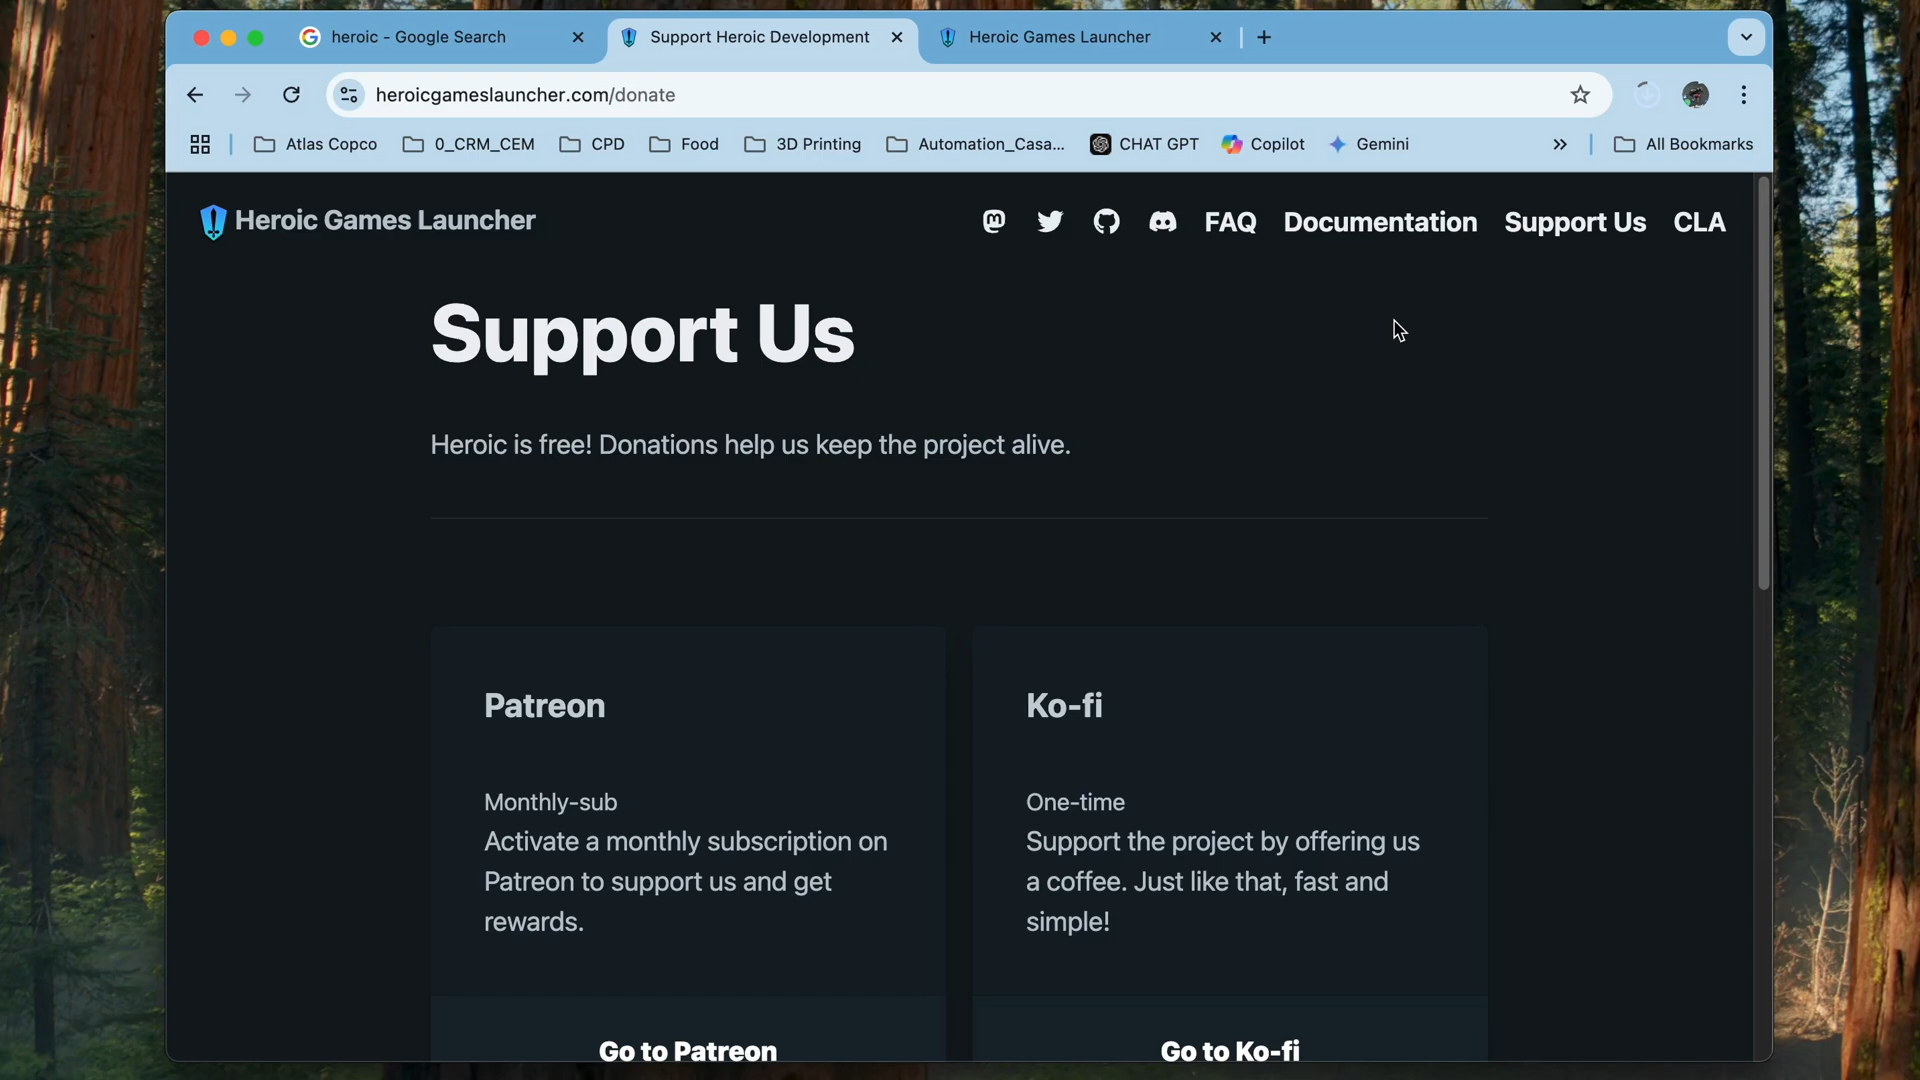 heroic - Google Search
Support Heroic Development
Heroic Games Launcher
heroicgameslauncher.com/donate
Atlas Copco
0_CRM_CEM
CPD
Food
3D Printing
Automation_Casa...
CHAT GPT
Copilot
Gemini
All Bookmarks
Heroic Games Launcher
FAQ
Documentation
Support Us
CLA
Support Us
Heroic is free! Donations help us keep the project alive.
Patreon
Monthly-sub
Activate a monthly subscription on
Patreon to support us and get
rewards.
Go to Patreon
Ko-fi
One-time
Support the project by offering us
a coffee. Just like that, fast and
simple!
Go to Ko-fi